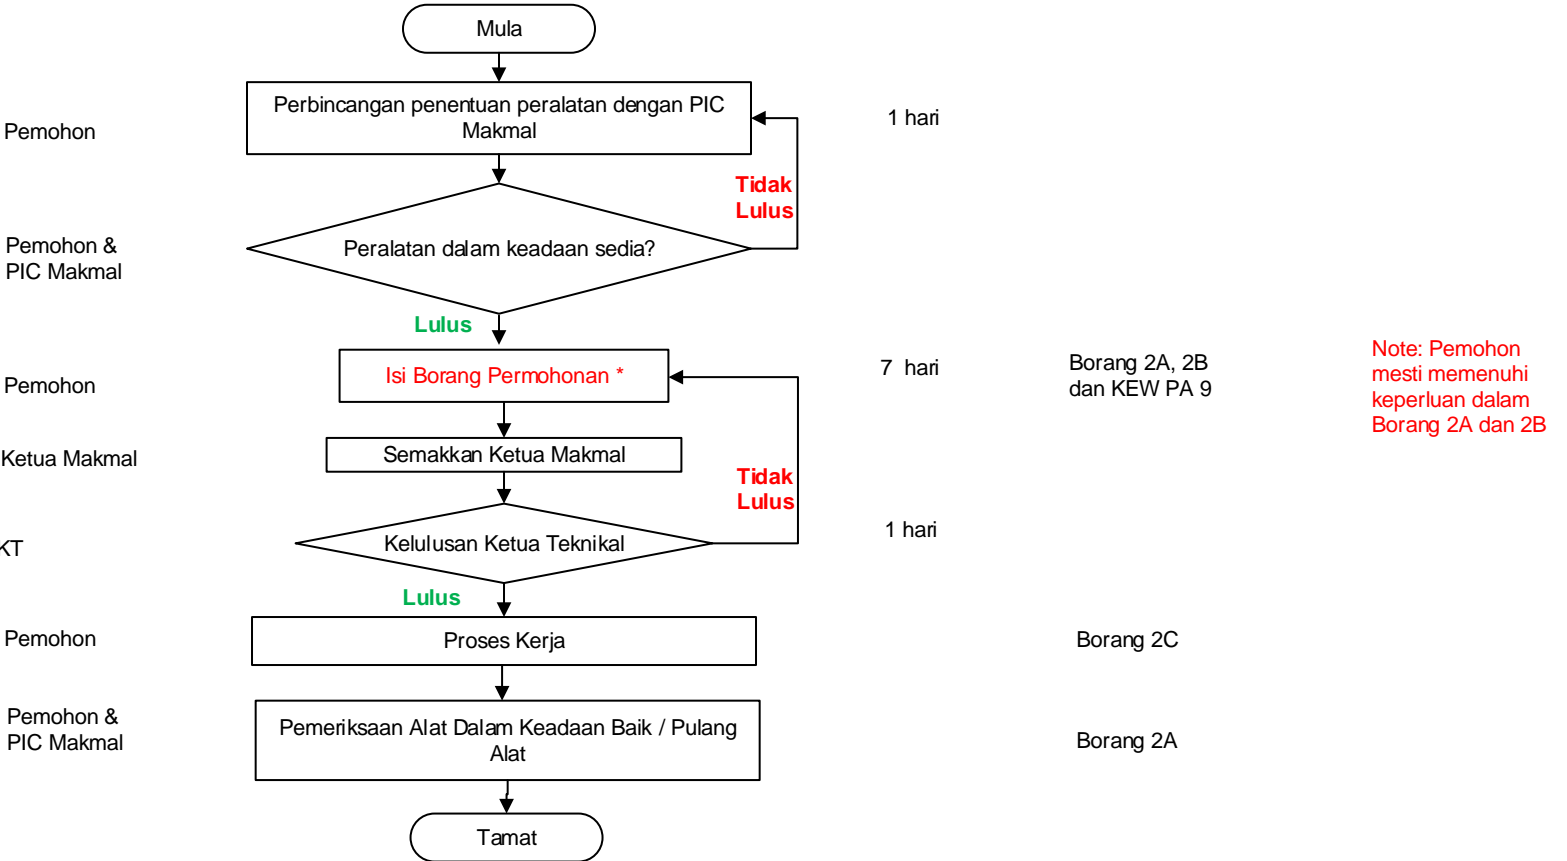 Mula
Pemohon
Perbincangan penentuan peralatan dengan PIC
Makmal
1 hari
Tidak
Lulus
Pemohon &
PIC Makmal
Peralatan dalam keadaan sedia?
Lulus
Pemohon
Isi Borang Permohonan *
7 hari
Borang 2A, 2B
dan KEW PA 9
Note: Pemohon
mesti memenuhi
keperluan dalam
Borang 2A dan 2B
Ketua Makmal
Semakkan Ketua Makmal
Tidak
Lulus
KT
Kelulusan Ketua Teknikal
1 hari
Lulus
Pemohon
Proses Kerja
Borang 2C
Pemohon &
PIC Makmal
Pemeriksaan Alat Dalam Keadaan Baik / Pulang
Alat
Borang 2A
Tamat